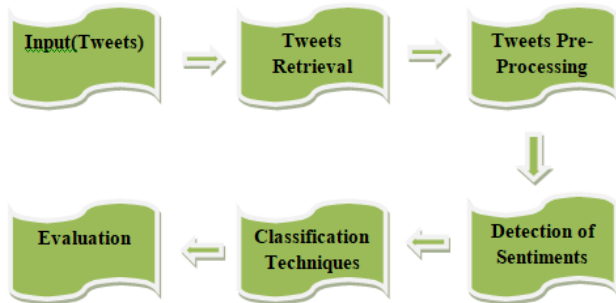 Input(Tweets)
Tweets
Retrieval
Tweets Pre-
Processing
Detection of
Sentiments
Classification
Techniques
Evaluation